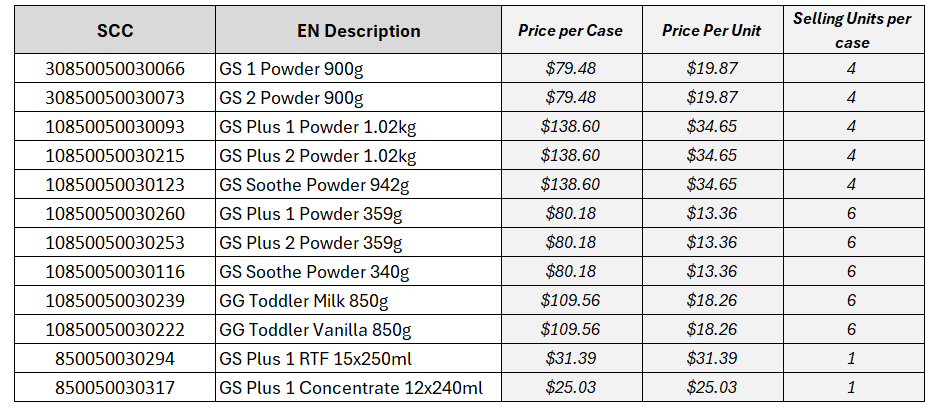 SCC EN Description Price per Case Price Per Unit Selling Units per case
30850050030066 GS 1 Powder 900g $79.48 $19.87 4
30850050030073 GS 2 Powder 900g $79.48 $19.87 4
10850050030093 GS Plus 1 Powder 1.02kg $138.60 $34.65 4
10850050030215 GS Plus 2 Powder 1.02kg $138.60 $34.65 4
10850050030123 GS Soothe Powder 942g $138.60 $34.65 4
10850050030260 GS Plus 1 Powder 359g $80.18 $13.36 6
10850050030253 GS Plus 2 Powder 359g $80.18 $13.36 6
10850050030116 GS Soothe Powder 340g $80.18 $13.36 6
10850050030239 GG Toddler Milk 850g $109.56 $18.26 6
10850050030222 GG Toddler Vanilla 850g $109.56 $18.26 6
850050030294 GS Plus 1 RTF 15x250ml $31.39 $31.39 1
850050030317 GS Plus 1 Concentrate 12x240ml $25.03 $25.03 1